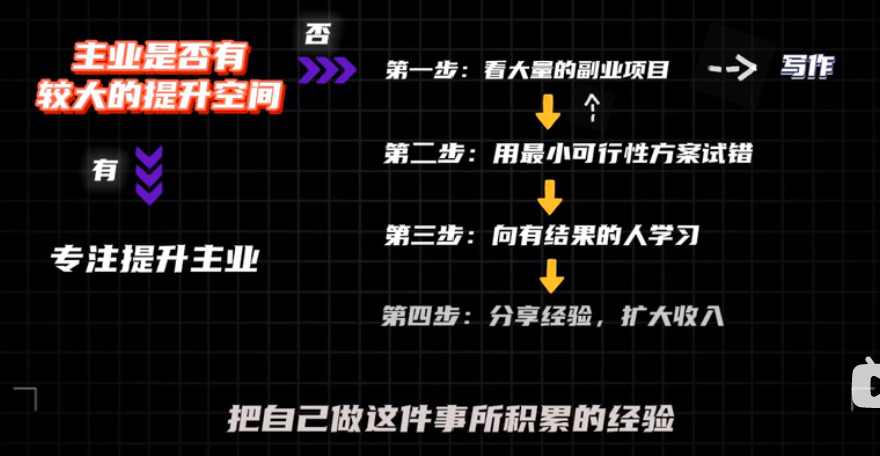 主业是否有
较大的提升空间
否
第一步：看大量的副业项目
写作
第二步：用最小可行性方案试错
有
第三步：向有结果的人学习
专注提升主业
第四步：分享经验，扩大收入
把自己做这件事所积累的经验